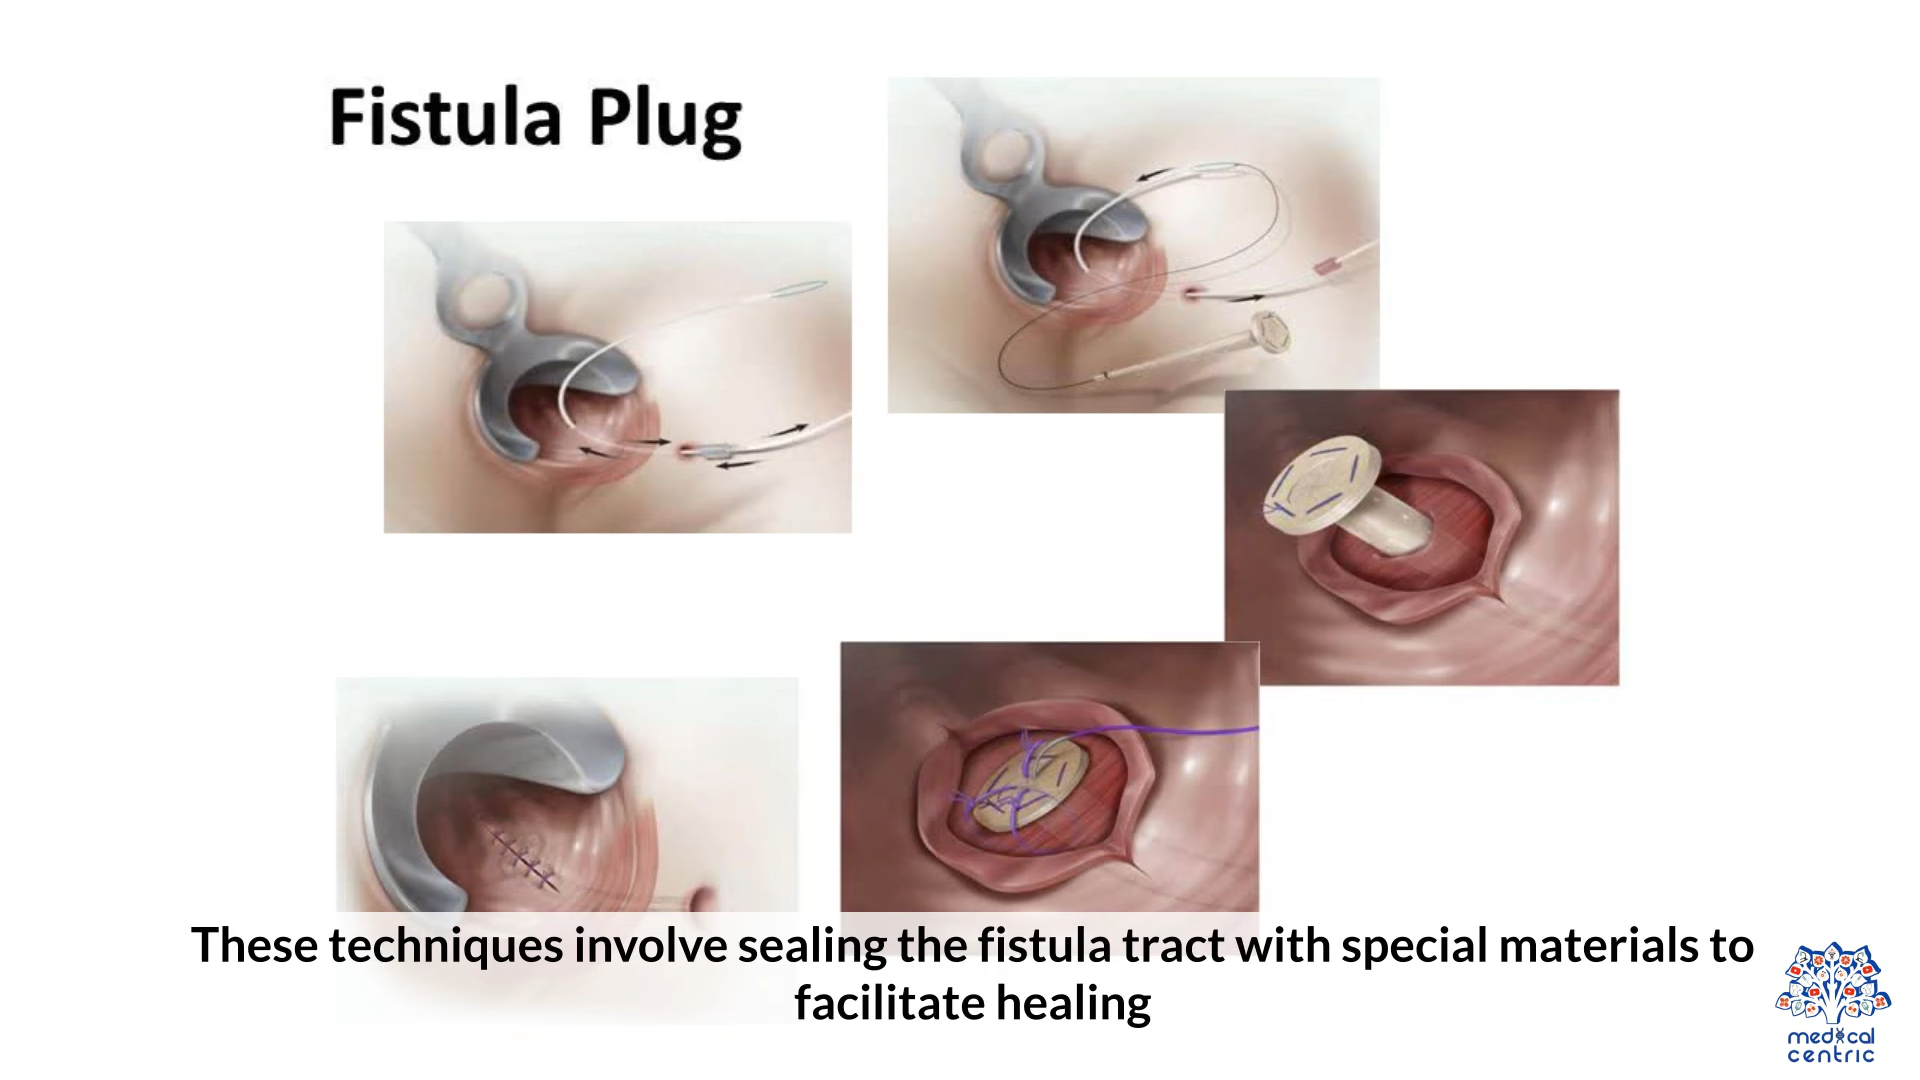 Fistula Plug
These techniques involve sealing the fistula tract with special materials to
facilitate healing
medical
centric